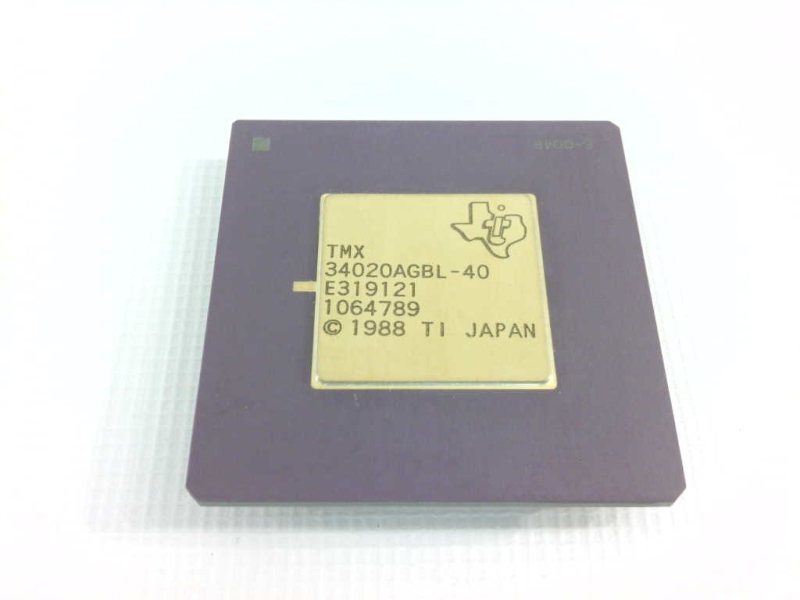 TMX
34020AGBL-40
E319121
1064789
© 1988 TI JAPAN